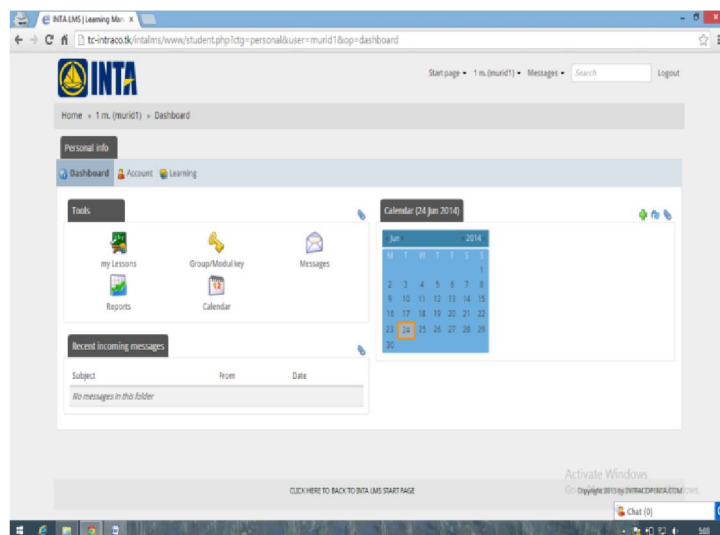 INTA LMS | Learning Man
tc-intraco.tk/intalms/www/student.php?ctg=personal&user=murid1&op=dashboard
INTA
Start page 1 m. (murid1) Messages Search Logout
Home » 1 m. (murid1) » Dashboard
Personal info
Dashboard Account Learning
Tools
my Lessons Group/Modul key Messages
Reports Calendar
Recent incoming messages
Subject From Date
No messages in this folder
Calendar (24 Jun 2014)
Jun 2014
M T W T F S S
1
2 3 4 5 6 7 8
9 10 11 12 13 14 15
16 17 18 19 20 21 22
23 24 25 26 27 28 29
30
CLICK HERE TO BACK TO INTA LMS START PAGE
Activate Windows
Copyright 2013 by
Chat (0)